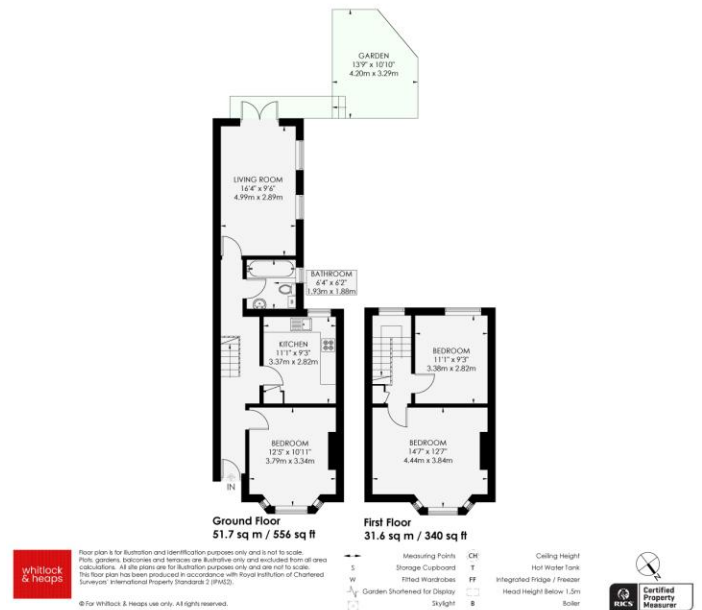 GARDEN
13'9" x 10'10"
4.20m x 3.29m
LIVING ROOM
16'4" x 9'6"
4.99m x 2.89m
BATHROOM
6'4" x 6'2"
1.93m x 1.88m
KITCHEN
11'1" x 9'3"
3.37m x 2.82m
BEDROOM
11'1" x 9'3"
3.38m x 2.82m
BEDROOM
12'5" x 10'11"
3.79m x 3.34m
BEDROOM
14'7" x 12'7"
4.44m x 3.84m
IN
Ground Floor
51.7 sq m / 556 sq ft
First Floor
31.6 sq m / 340 sq ft
whitlock
& heaps
Floor plan is for illustration and identification purposes only and is not to scale.
Plots, gardens, balconies and terraces are illustrative only and excluded from all area
calculations. All site plans are for illustration purposes only and are not to scale.
This floor plan has been produced in accordance with Royal Institution of Chartered
Surveyors' International Property Standards 2 (IPMS2).
© For Whitlock & Heaps use only. All rights reserved.
Measuring Points
S Storage Cupboard
W Fitted Wardrobes
Garden Shortened for Display
Skylight
CH Ceiling Height
T Hot Water Tank
FF Integrated Fridge / Freezer
Head Height Below 1.5m
B Boiler
RICS
Certified
Property
Measurer